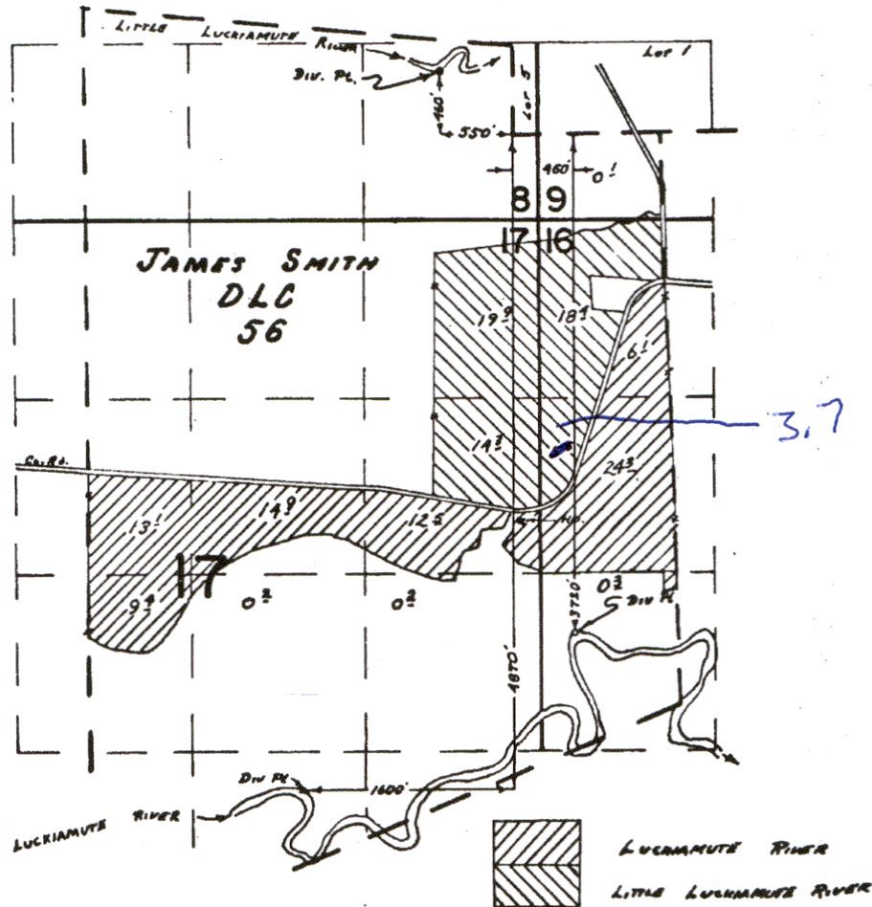 LITTLE LUCKIAMUTE
RIVER
DIV. PT.
LOT 1
LOT 5
460'
550'
460'
0.1
8 9
17 16
JAMES SMITH
DLC
56
19.9
18.9
6.1
3.7
14.3
24.3
CO. RD.
13.1
14.9
12.5
17
9.4
0.2
0.2
0.3
DIV PT.
3720'
4870'
DIV PT.
1600'
LUCKIAMUTE RIVER
LUCKIAMUTE RIVER
LITTLE LUCKIAMUTE RIVER